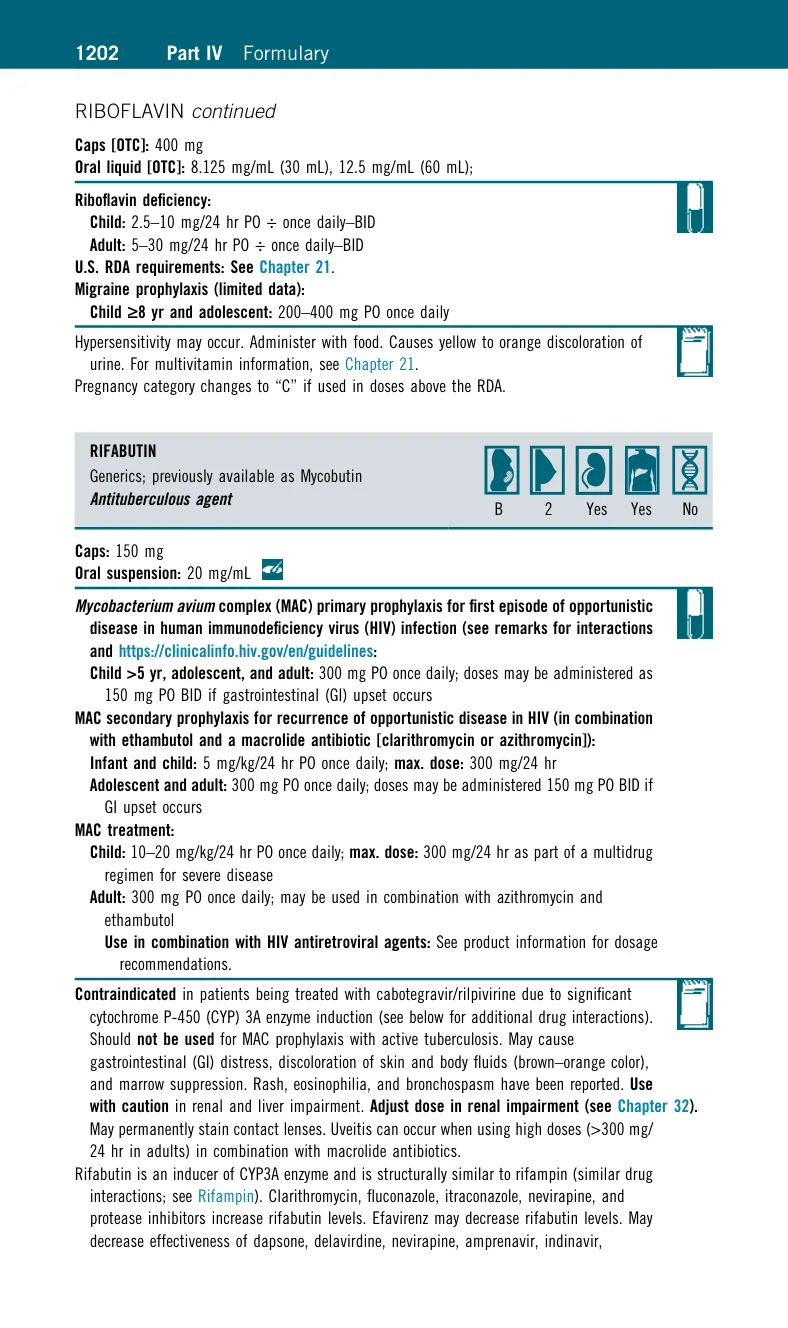 1202 Part IV Formulary
RIBOFLAVIN continued
Caps [OTC]: 400 mg
Oral liquid [OTC]: 8.125 mg/mL (30 mL), 12.5 mg/mL (60 mL);
Riboflavin deficiency:
Child: 2.5–10 mg/24 hr PO ÷ once daily–BID
Adult: 5–30 mg/24 hr PO ÷ once daily–BID
U.S. RDA requirements: See Chapter 21.
Migraine prophylaxis (limited data):
Child ≥8 yr and adolescent: 200–400 mg PO once daily
Hypersensitivity may occur. Administer with food. Causes yellow to orange discoloration of
urine. For multivitamin information, see Chapter 21.
Pregnancy category changes to “C” if used in doses above the RDA.
RIFABUTIN
Generics; previously available as Mycobutin
Antituberculous agent
B 2 Yes Yes No
Caps: 150 mg
Oral suspension: 20 mg/mL
Mycobacterium avium complex (MAC) primary prophylaxis for first episode of opportunistic
disease in human immunodeficiency virus (HIV) infection (see remarks for interactions
and https://clinicalinfo.hiv.gov/en/guidelines:
Child >5 yr, adolescent, and adult: 300 mg PO once daily; doses may be administered as
150 mg PO BID if gastrointestinal (GI) upset occurs
MAC secondary prophylaxis for recurrence of opportunistic disease in HIV (in combination
with ethambutol and a macrolide antibiotic [clarithromycin or azithromycin]):
Infant and child: 5 mg/kg/24 hr PO once daily; max. dose: 300 mg/24 hr
Adolescent and adult: 300 mg PO once daily; doses may be administered 150 mg PO BID if
GI upset occurs
MAC treatment:
Child: 10–20 mg/kg/24 hr PO once daily; max. dose: 300 mg/24 hr as part of a multidrug
regimen for severe disease
Adult: 300 mg PO once daily; may be used in combination with azithromycin and
ethambutol
Use in combination with HIV antiretroviral agents: See product information for dosage
recommendations.
Contraindicated in patients being treated with cabotegravir/rilpivirine due to significant
cytochrome P-450 (CYP) 3A enzyme induction (see below for additional drug interactions).
Should not be used for MAC prophylaxis with active tuberculosis. May cause
gastrointestinal (GI) distress, discoloration of skin and body fluids (brown–orange color),
and marrow suppression. Rash, eosinophilia, and bronchospasm have been reported. Use
with caution in renal and liver impairment. Adjust dose in renal impairment (see Chapter 32).
May permanently stain contact lenses. Uveitis can occur when using high doses (>300 mg/
24 hr in adults) in combination with macrolide antibiotics.
Rifabutin is an inducer of CYP3A enzyme and is structurally similar to rifampin (similar drug
interactions; see Rifampin). Clarithromycin, fluconazole, itraconazole, nevirapine, and
protease inhibitors increase rifabutin levels. Efavirenz may decrease rifabutin levels. May
decrease effectiveness of dapsone, delavirdine, nevirapine, amprenavir, indinavir,